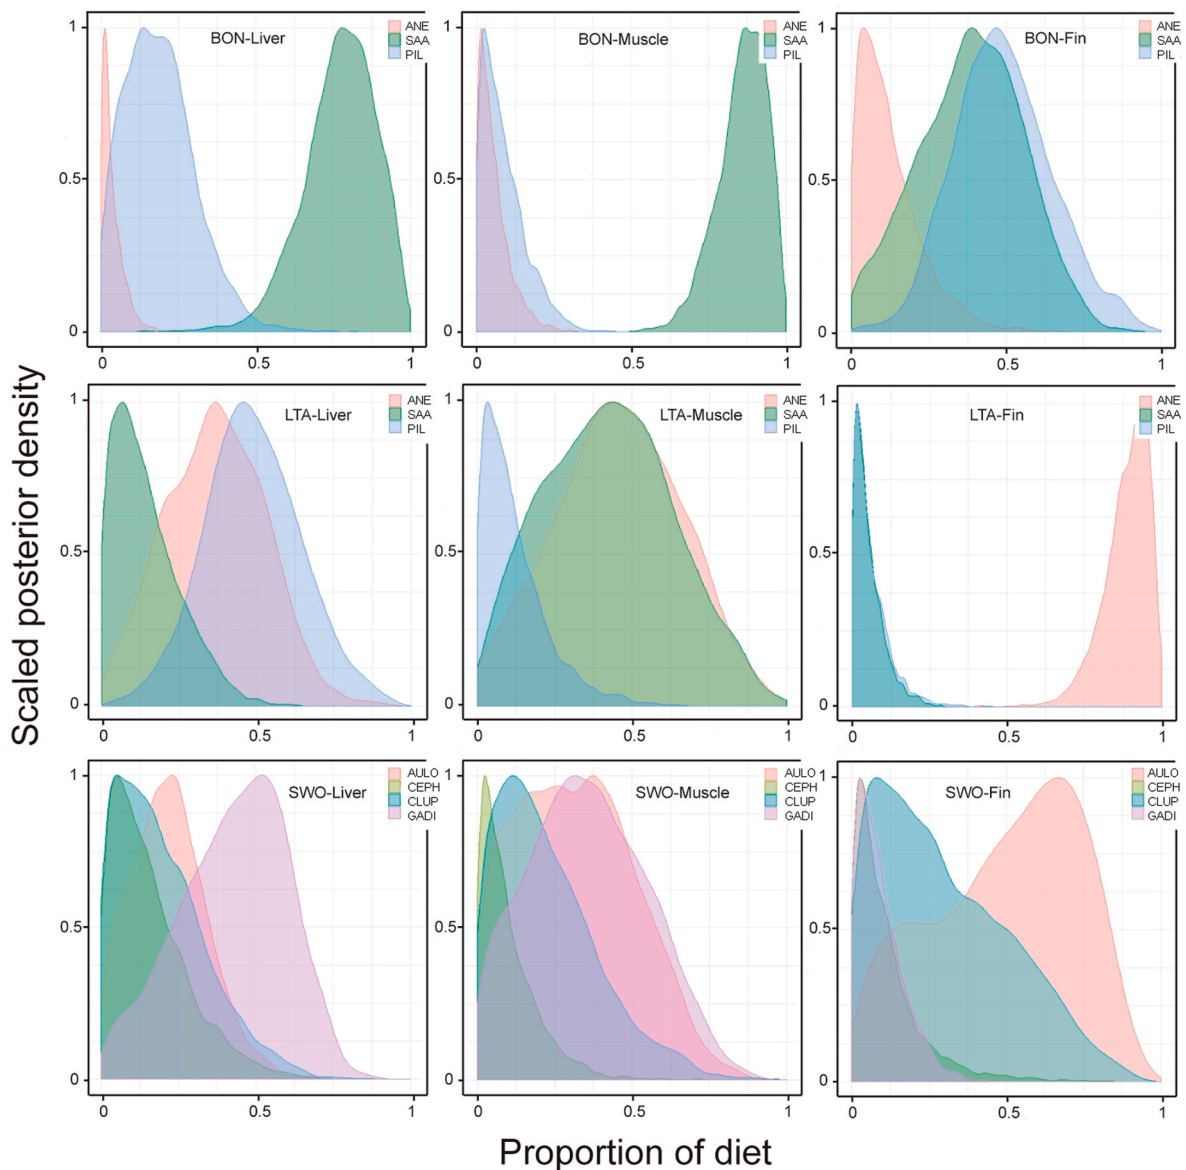 Scaled posterior density
BON-Liver
ANE
SAA
PIL
1
0.5
0
0
0.5
1
BON-Muscle
ANE
SAA
PIL
1
0.5
0
0
0.5
1
BON-Fin
ANE
SAA
PIL
1
0.5
0
0
0.5
1
LTA-Liver
ANE
SAA
PIL
1
0.5
0
0
0.5
1
LTA-Muscle
ANE
SAA
PIL
1
0.5
0
0
0.5
1
LTA-Fin
ANE
SAA
PIL
1
0.5
0
0
0.5
1
SWO-Liver
AULO
CEPH
CLUP
GADI
1
0.5
0
0
0.5
1
SWO-Muscle
AULO
CEPH
CLUP
GADI
1
0.5
0
0
0.5
1
SWO-Fin
AULO
CEPH
CLUP
GADI
1
0.5
0
0
0.5
1
Proportion of diet